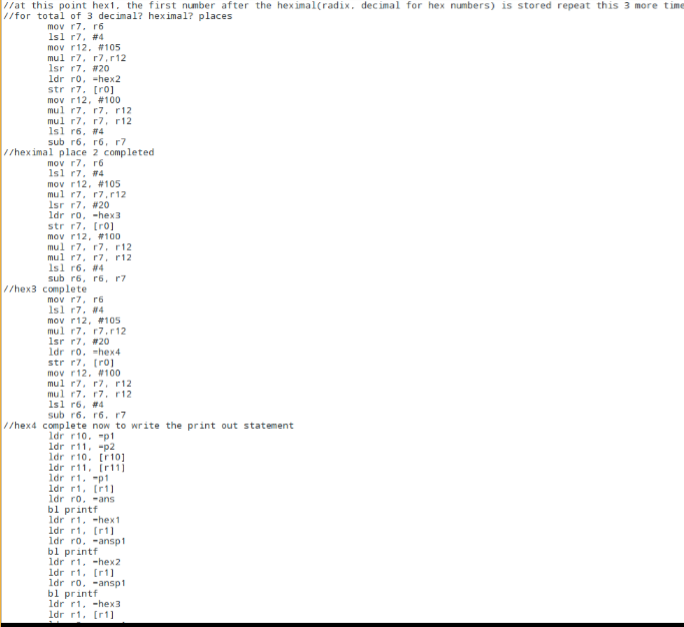 //at this point hex1, the first number after the heximal(radix, decimal for hex numbers) is stored repeat this 3 more time
//for total of 3 decimal? heximal? places
mov r7, r6
lsl r7, #4
mov r12, #105
mul r7, r7,r12
lsr r7, #20
ldr r0, =hex2
str r7, [r0]
mov r12, #100
mul r7, r7, r12
mul r7, r7, r12
lsl r6, #4
sub r6, r6, r7
//heximal place 2 completed
mov r7, r6
lsl r7, #4
mov r12, #105
mul r7, r7,r12
lsr r7, #20
ldr r0, =hex3
str r7, [r0]
mov r12, #100
mul r7, r7, r12
mul r7, r7, r12
lsl r6, #4
sub r6, r6, r7
//hex3 complete
mov r7, r6
lsl r7, #4
mov r12, #105
mul r7, r7,r12
lsr r7, #20
ldr r0, =hex4
str r7, [r0]
mov r12, #100
mul r7, r7, r12
mul r7, r7, r12
lsl r6, #4
sub r6, r6, r7
//hex4 complete now to write the print out statement
ldr r10, =p1
ldr r11, =p2
ldr r10, [r10]
ldr r11, [r11]
ldr r1, =p1
ldr r1, [r1]
ldr r0, =ans
bl printf
ldr r1, =hex1
ldr r1, [r1]
ldr r0, =ansp1
bl printf
ldr r1, =hex2
ldr r1, [r1]
ldr r0, =ansp1
bl printf
ldr r1, =hex3
ldr r1, [r1]